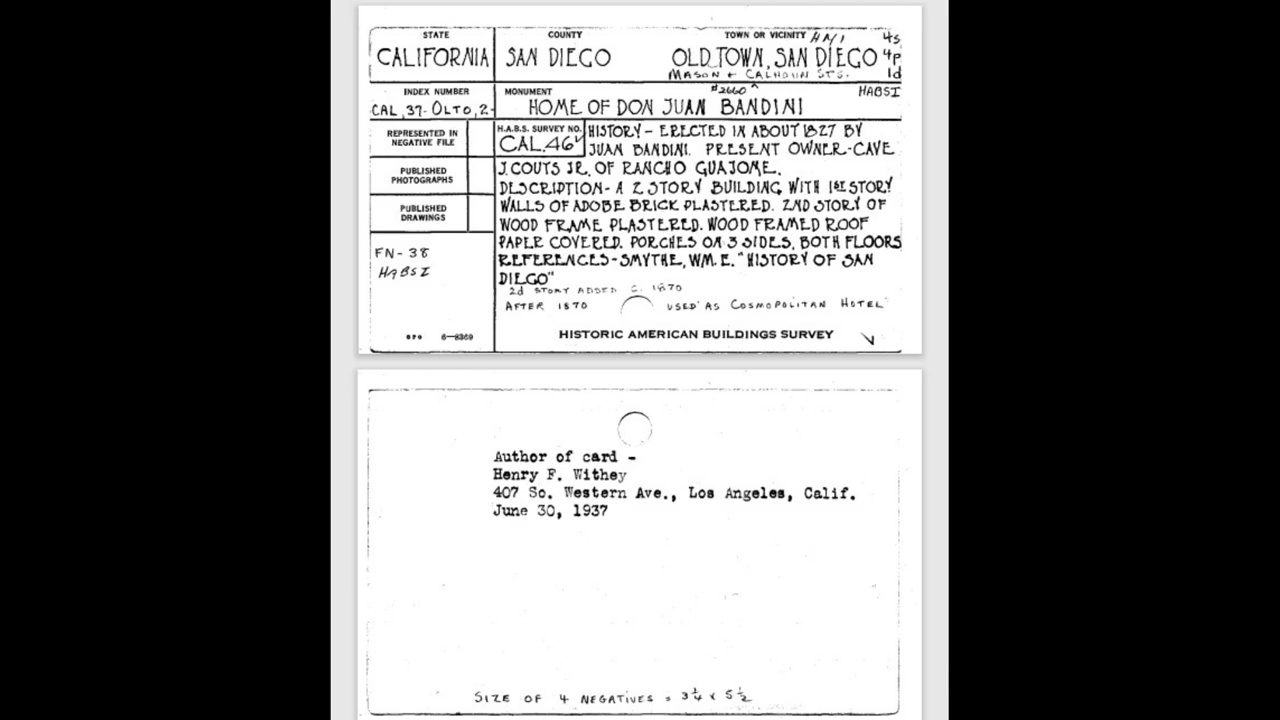 STATE COUNTY TOWN OR VICINITY HA/1 4s
CALIFORNIA SAN DIEGO OLD TOWN, SAN DIEGO 4p
MASON + CALHOUN STS. 1d
INDEX NUMBER MONUMENT #2660 HABSI
CAL, 37-OLTO, 2- HOME OF DON JUAN BANDINI
REPRESENTED IN
NEGATIVE FILE
PUBLISHED
PHOTOGRAPHS
PUBLISHED
DRAWINGS
FN-38
HABSI
GPO 6—8369
H.A.B.S. SURVEY NO.
CAL. 46
HISTORY- ERECTED IN ABOUT 1827 BY
JUAN BANDINI. PRESENT OWNER-CAVE
J. COUTS JR. OF RANCHO GUAJOME.
DESCRIPTION- A 2 STORY BUILDING WITH 1ST STORY
WALLS OF ADOBE BRICK PLASTERED. 2ND STORY OF
WOOD FRAME PLASTERED. WOOD FRAMED ROOF
PAPER COVERED. PORCHES ON 3 SIDES, BOTH FLOORS
REFERENCES-SMYTHE, WM. E. "HISTORY OF SAN
DIEGO"
2d STORY ADDED C. 1870
AFTER 1870 USED AS COSMOPOLITAN HOTEL
HISTORIC AMERICAN BUILDINGS SURVEY
Author of card -
Henry F. Withey
407 So. Western Ave., Los Angeles, Calif.
June 30, 1937
SIZE OF 4 NEGATIVES = 3¼ x 5½